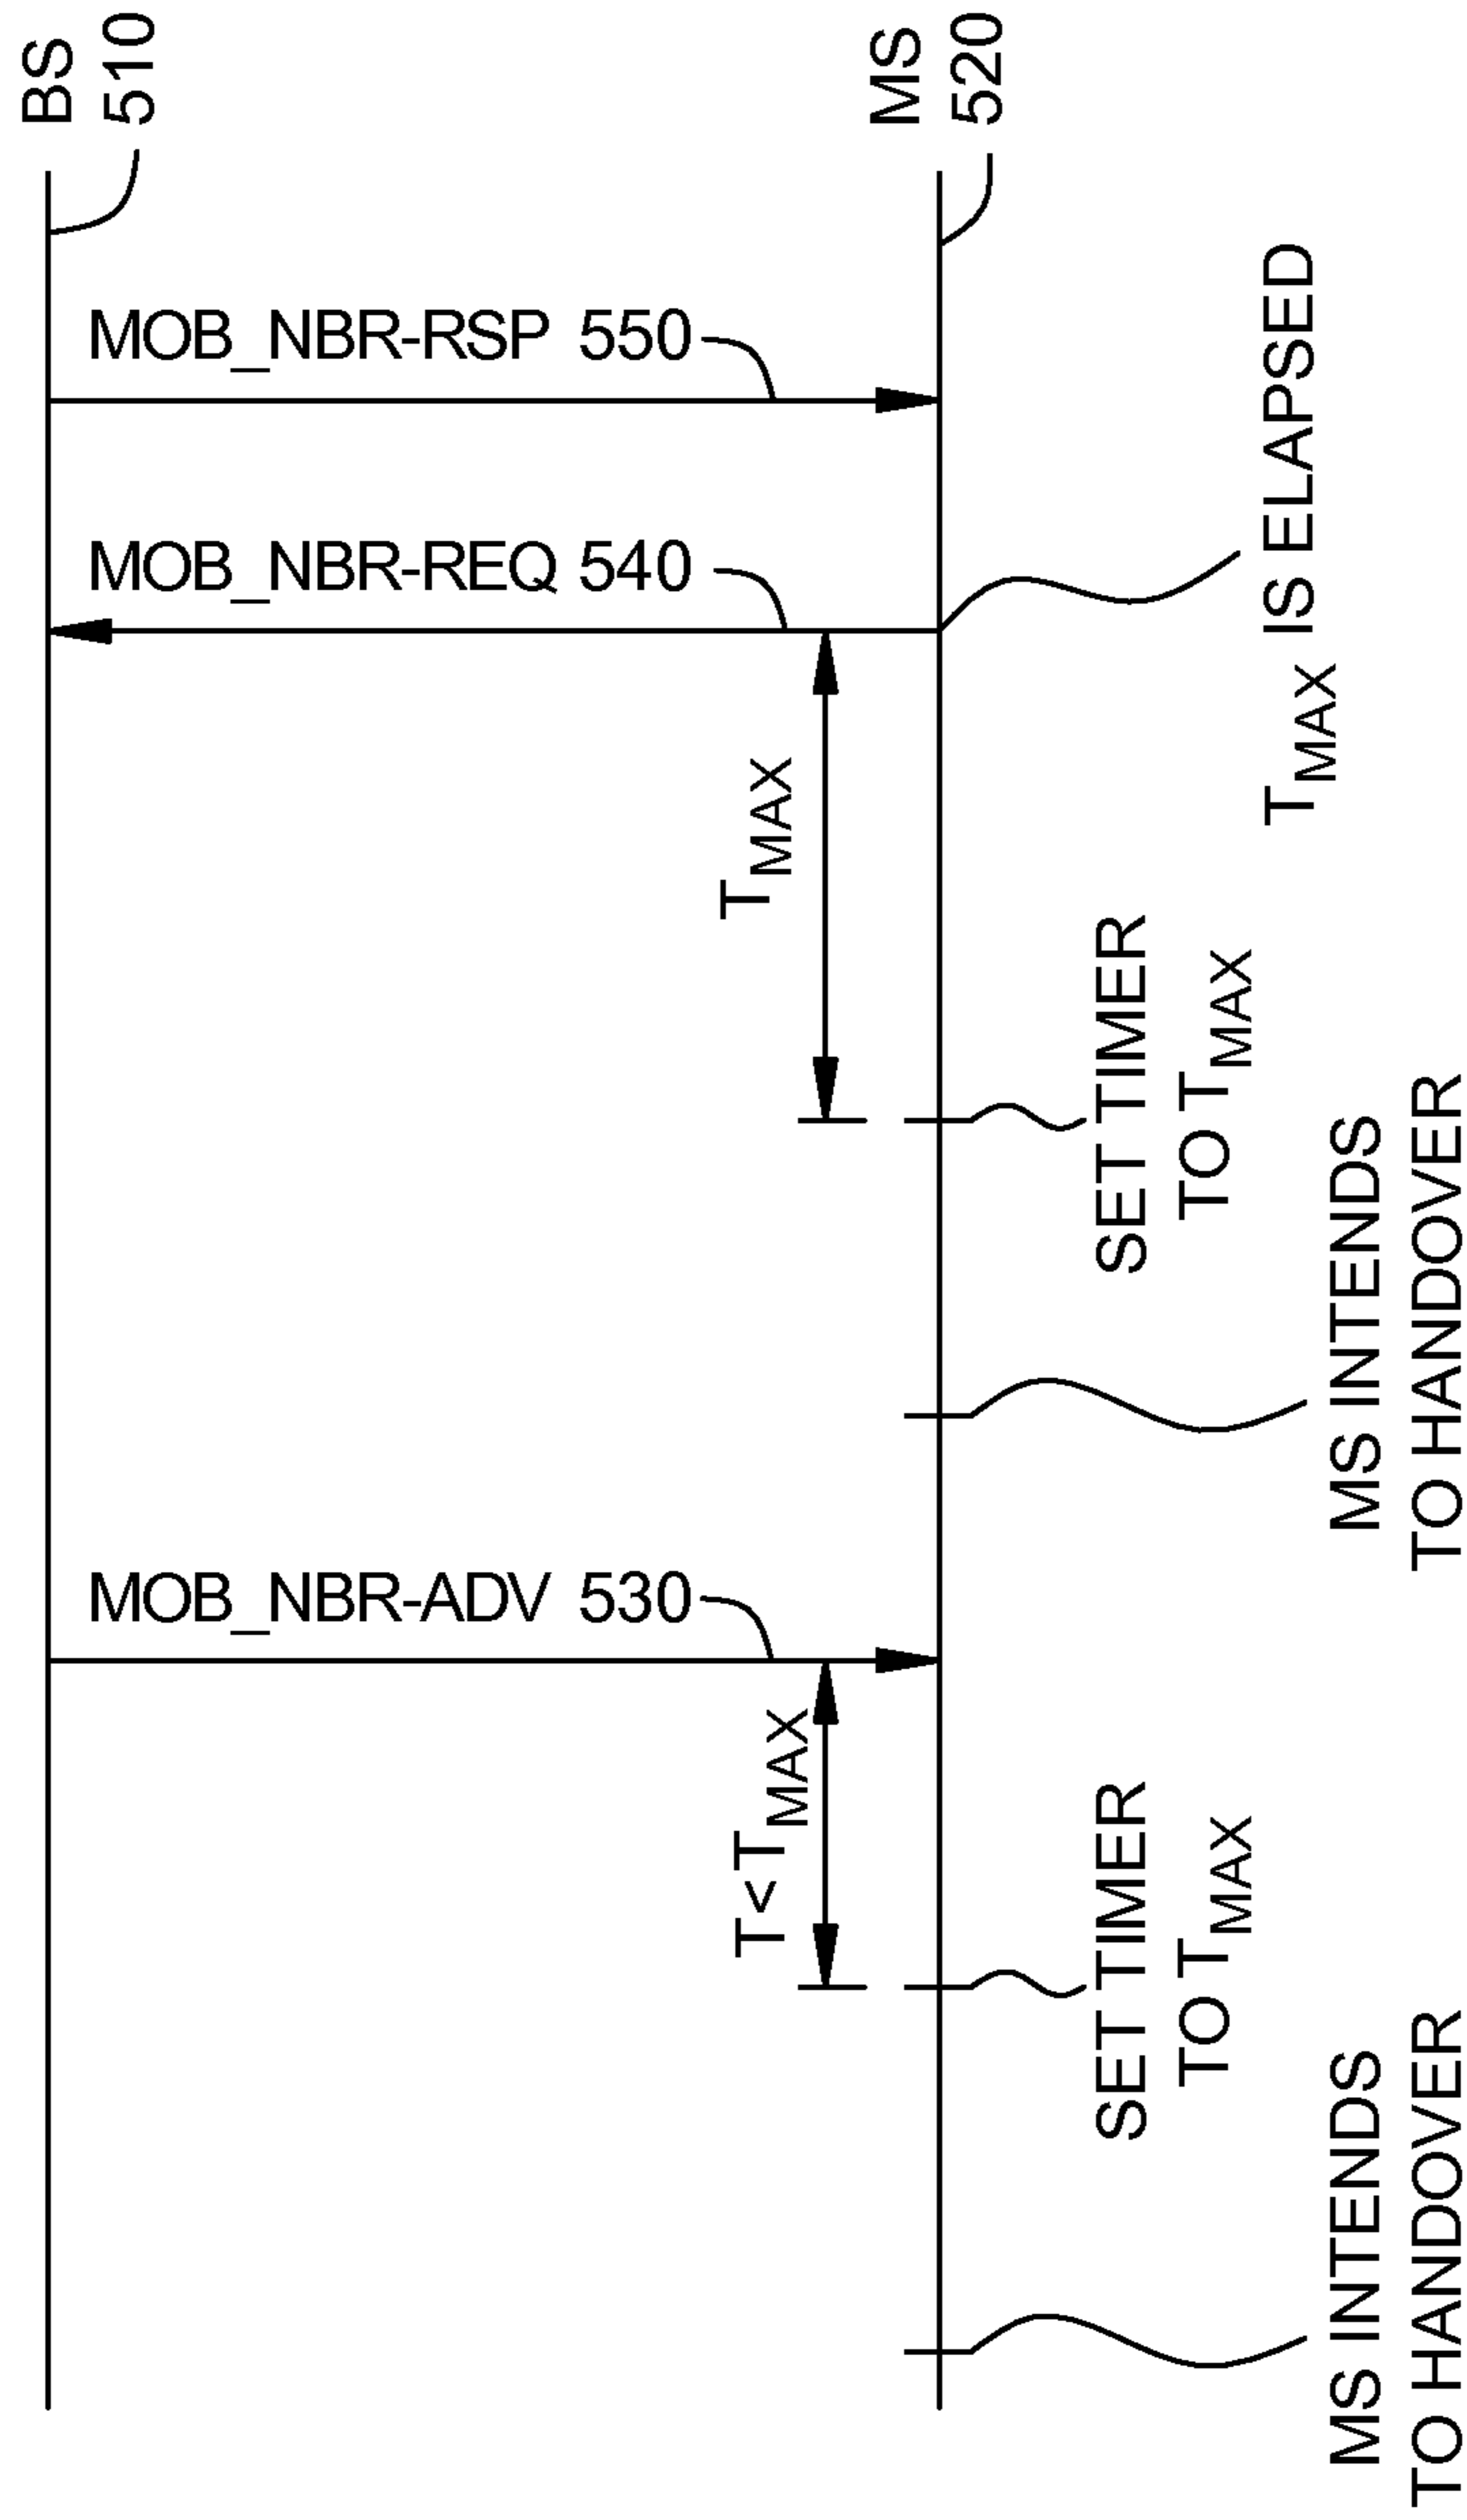 BS
510
MS
520
MOB_NBR-RSP 550
MOB_NBR-REQ 540
TMAX IS ELAPSED
TMAX
SET TIMER
TO TMAX
MS INTENDS
TO HANDOVER
MOB_NBR-ADV 530
T<TMAX
SET TIMER
TO TMAX
MS INTENDS
TO HANDOVER